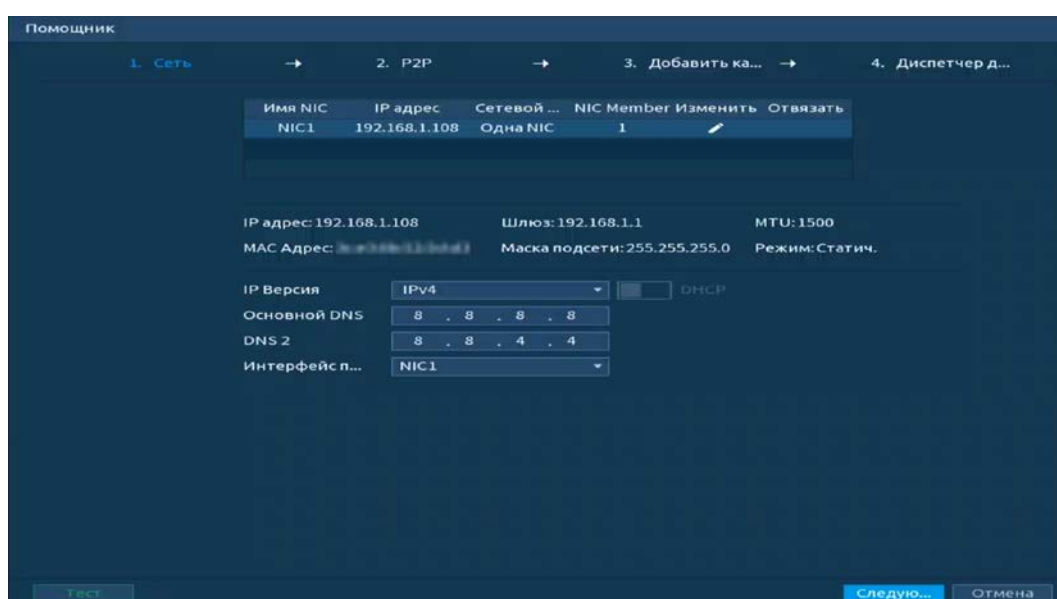 Помощник
1. Сеть → 2. P2P → 3. Добавить ка... → 4. Диспетчер д...
Имя NIC IP адрес Сетевой ... NIC Member Изменить Отвязать
NIC1 192.168.1.108 Одна NIC 1
IP адрес: 192.168.1.108 Шлюз: 192.168.1.1 MTU: 1500
MAC Адрес: Маска подсети: 255.255.255.0 Режим: Статич.
IP Версия IPv4 DHCP
Основной DNS 8 . 8 . 8 . 8
DNS 2 8 . 8 . 4 . 4
Интерфейс п... NIC1
Тест Следую... Отмена